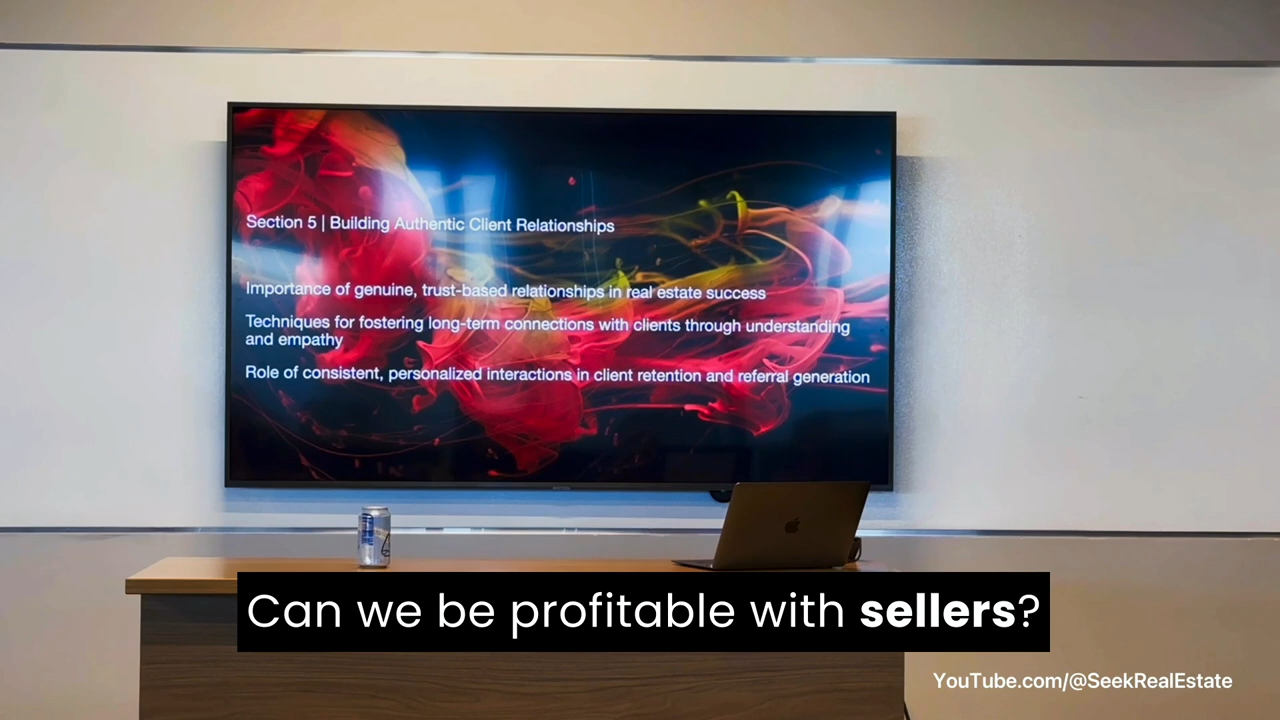 Section 5 | Building Authentic Client Relationships
Importance of genuine, trust-based relationships in real estate success
Techniques for fostering long-term connections with clients through understanding
and empathy
Role of consistent, personalized interactions in client retention and referral generation
Can we be profitable with sellers?
YouTube.com/@SeekRealEstate